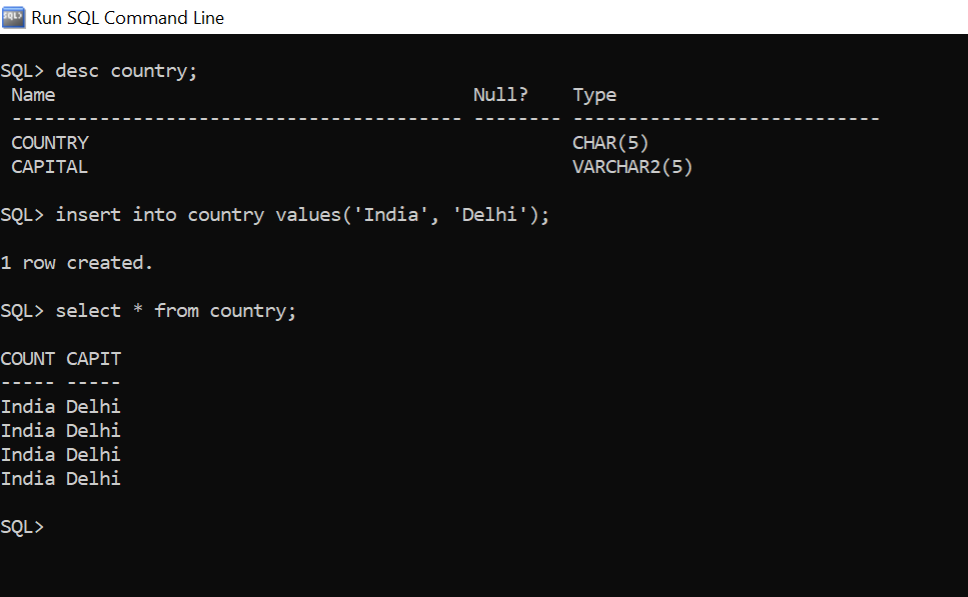 SQL> Run SQL Command Line
SQL> desc country;
Name Null? Type
----------------------------------------- -------- ----------------------------
COUNTRY CHAR(5)
CAPITAL VARCHAR2(5)
SQL> insert into country values('India', 'Delhi');
1 row created.
SQL> select * from country;
COUNT CAPIT
----- -----
India Delhi
India Delhi
India Delhi
India Delhi
SQL>